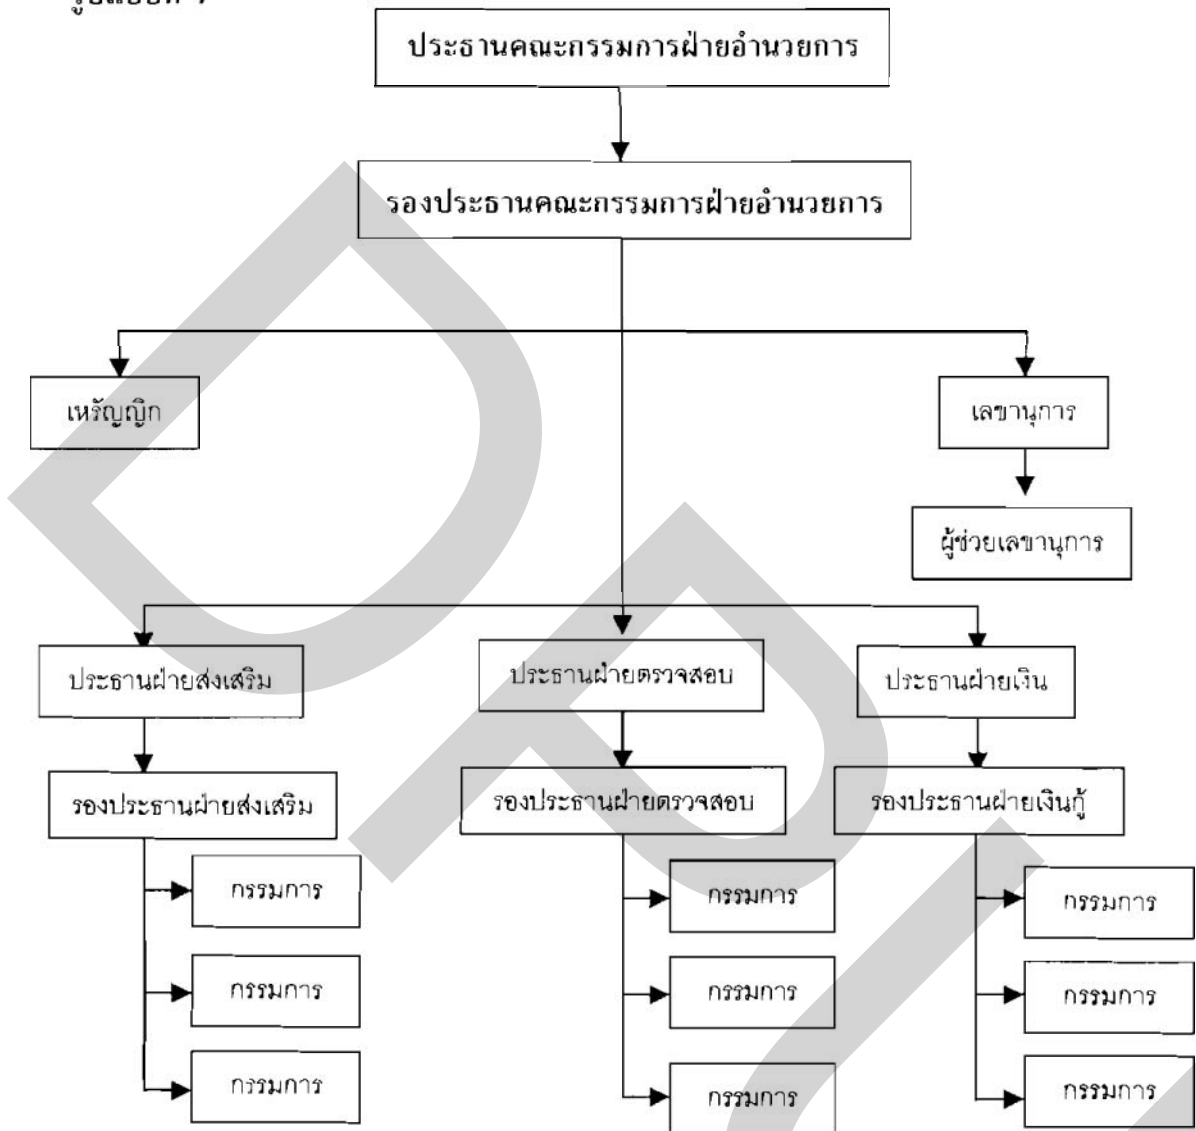 ประธานคณะกรรมการฝ่ายอำนวยการ
รองประธานคณะกรรมการฝ่ายอำนวยการ
เหรัญญิก
เลขานุการ
ผู้ช่วยเลขานุการ
ประธานฝ่ายส่งเสริม
ประธานฝ่ายตรวจสอบ
ประธานฝ่ายเงิน
รองประธานฝ่ายส่งเสริม
รองประธานฝ่ายตรวจสอบ
รองประธานฝ่ายเงินกู้
กรรมการ
กรรมการ
กรรมการ
กรรมการ
กรรมการ
กรรมการ
กรรมการ
กรรมการ
กรรมการ